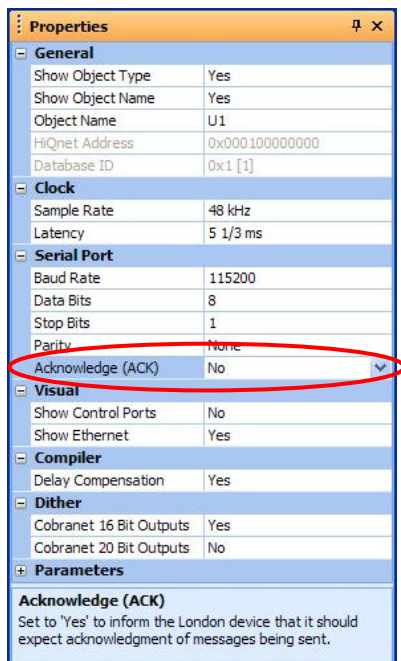 Properties
General
Show Object Type Yes
Show Object Name Yes
Object Name U1
HiQnet Address 0x000100000000
Database ID 0x1 [1]
Clock
Sample Rate 48 kHz
Latency 5 1/3 ms
Serial Port
Baud Rate 115200
Data Bits 8
Stop Bits 1
Parity None
Acknowledge (ACK) No
Visual
Show Control Ports No
Show Ethernet Yes
Compiler
Delay Compensation Yes
Dither
Cobranet 16 Bit Outputs Yes
Cobranet 20 Bit Outputs No
Parameters
Acknowledge (ACK)
Set to 'Yes' to inform the London device that it should
expect acknowledgment of messages being sent.